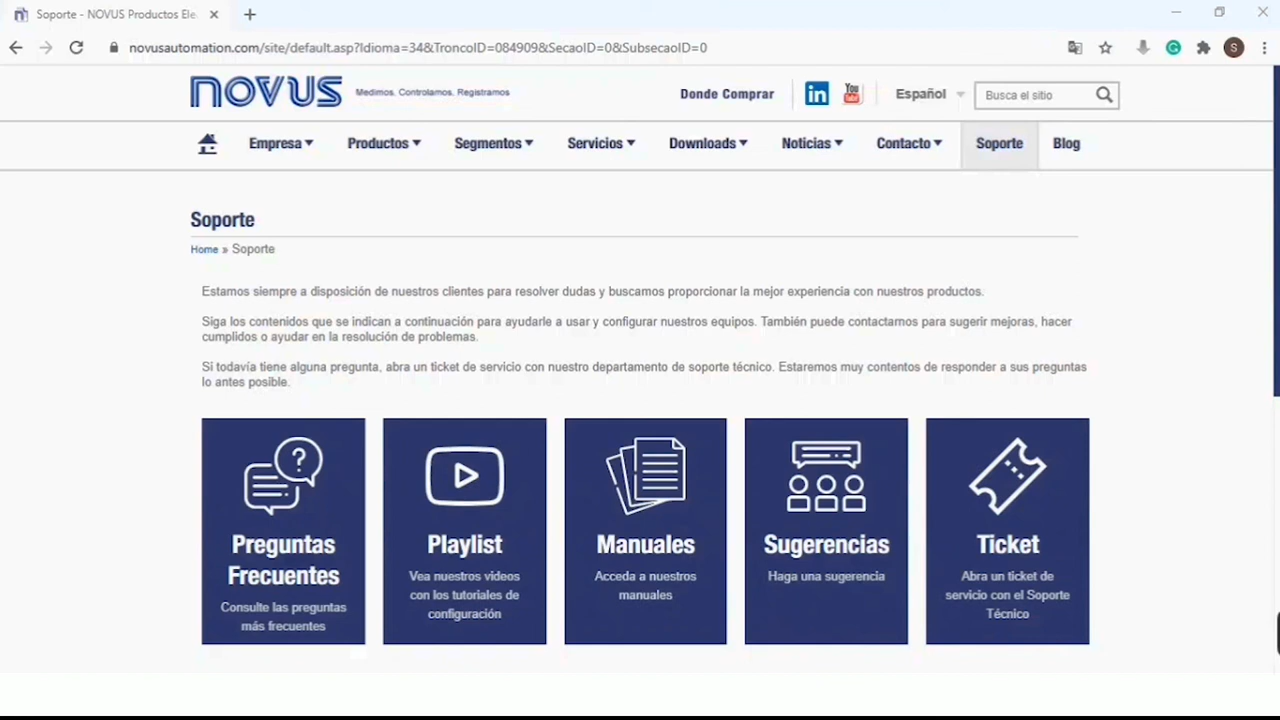 Soporte - NOVUS Productos Ele
novusautomation.com/site/default.asp?Idioma=34&TroncoID=084909&SecaoID=0&SubsecaoID=0
S
novus Medimos, Controlamos, Registramos
Donde Comprar
in
You Tube
Español
Busca el sitio
Empresa Productos Segmentos Servicios Downloads Noticias Contacto Soporte Blog
Soporte
Home » Soporte
Estamos siempre a disposición de nuestros clientes para resolver dudas y buscamos proporcionar la mejor experiencia con nuestros productos.
Siga los contenidos que se indican a continuación para ayudarle a usar y configurar nuestros equipos. También puede contactarnos para sugerir mejoras, hacer
cumplidos o ayudar en la resolución de problemas.
Si todavía tiene alguna pregunta, abra un ticket de servicio con nuestro departamento de soporte técnico. Estaremos muy contentos de responder a sus preguntas
lo antes posible.
?
Preguntas
Frecuentes
Consulte las preguntas
más frecuentes
Playlist
Vea nuestros videos
con los tutoriales de
configuración
Manuales
Acceda a nuestros
manuales
Sugerencias
Haga una sugerencia
Ticket
Abra un ticket de
servicio con el Soporte
Técnico